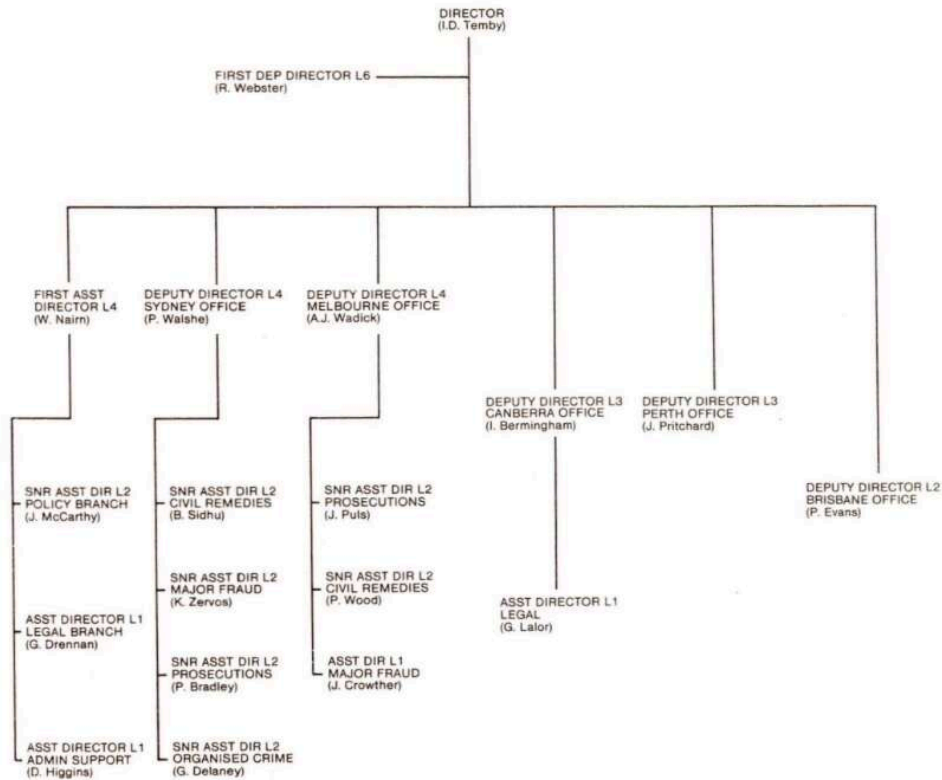 DIRECTOR
(I.D. Temby)
FIRST DEP DIRECTOR L6
(R. Webster)
FIRST ASST
DIRECTOR L4
(W. Nairn)
DEPUTY DIRECTOR L4
SYDNEY OFFICE
(P. Walshe)
DEPUTY DIRECTOR L4
MELBOURNE OFFICE
(A.J. Wadick)
DEPUTY DIRECTOR L3
CANBERRA OFFICE
(I. Bermingham)
DEPUTY DIRECTOR L3
PERTH OFFICE
(J. Pritchard)
DEPUTY DIRECTOR L2
BRISBANE OFFICE
(P. Evans)
SNR ASST DIR L2
POLICY BRANCH
(J. McCarthy)
ASST DIRECTOR L1
LEGAL BRANCH
(G. Drennan)
ASST DIRECTOR L1
ADMIN SUPPORT
(D. Higgins)
SNR ASST DIR L2
CIVIL REMEDIES
(B. Sidhu)
SNR ASST DIR L2
MAJOR FRAUD
(K. Zervos)
SNR ASST DIR L2
PROSECUTIONS
(P. Bradley)
SNR ASST DIR L2
ORGANISED CRIME
(G. Delaney)
SNR ASST DIR L2
PROSECUTIONS
(J. Puls)
SNR ASST DIR L2
CIVIL REMEDIES
(P. Wood)
ASST DIR L1
MAJOR FRAUD
(J. Crowther)
ASST DIRECTOR L1
LEGAL
(G. Lalor)